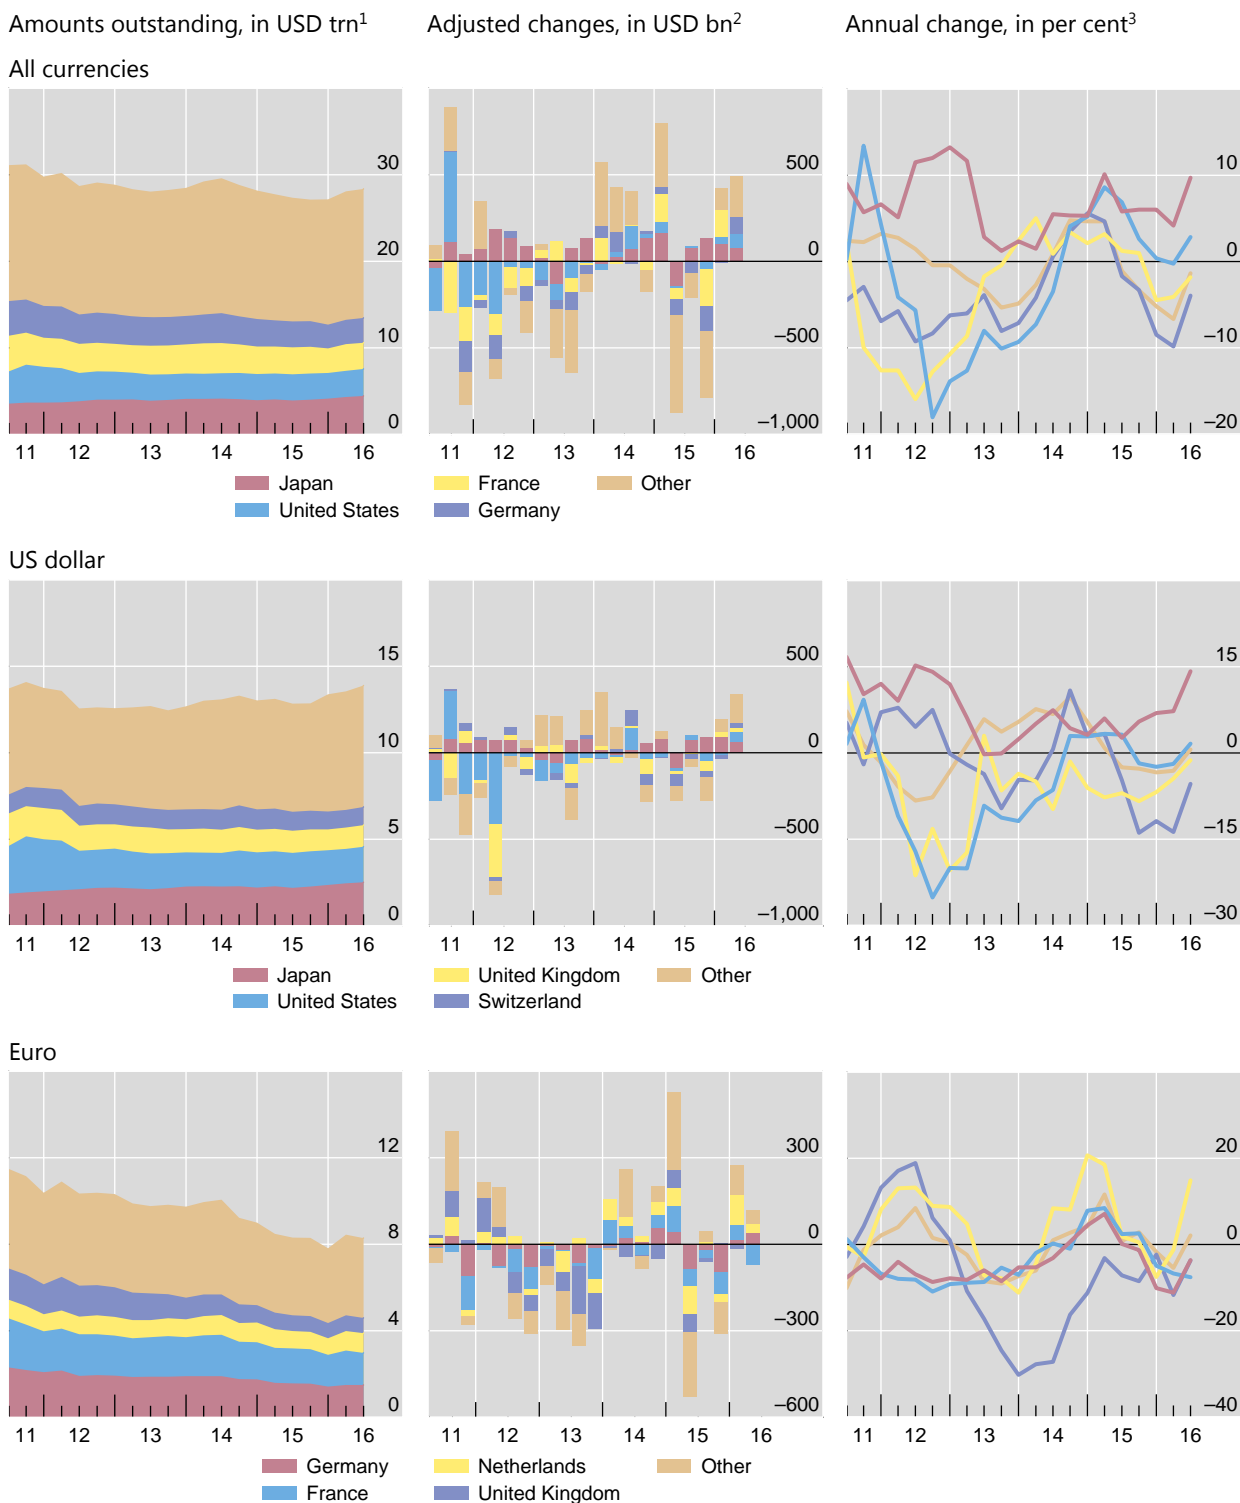 Amounts outstanding, in USD trn1 Adjusted changes, in USD bn2 Annual change, in per cent3
All currencies
30 500 10
20 0 0
10 –500 –10
0 –1,000 –20
11 12 13 14 15 16 11 12 13 14 15 16 11 12 13 14 15 16
Japan France Other
United States Germany
US dollar
15 500 15
10 0 0
5 –500 –15
0 –1,000 –30
11 12 13 14 15 16 11 12 13 14 15 16 11 12 13 14 15 16
Japan United Kingdom Other
United States Switzerland
Euro
12 300 20
8 0 0
4 –300 –20
0 –600 –40
11 12 13 14 15 16 11 12 13 14 15 16 11 12 13 14 15 16
Germany Netherlands Other
France United Kingdom